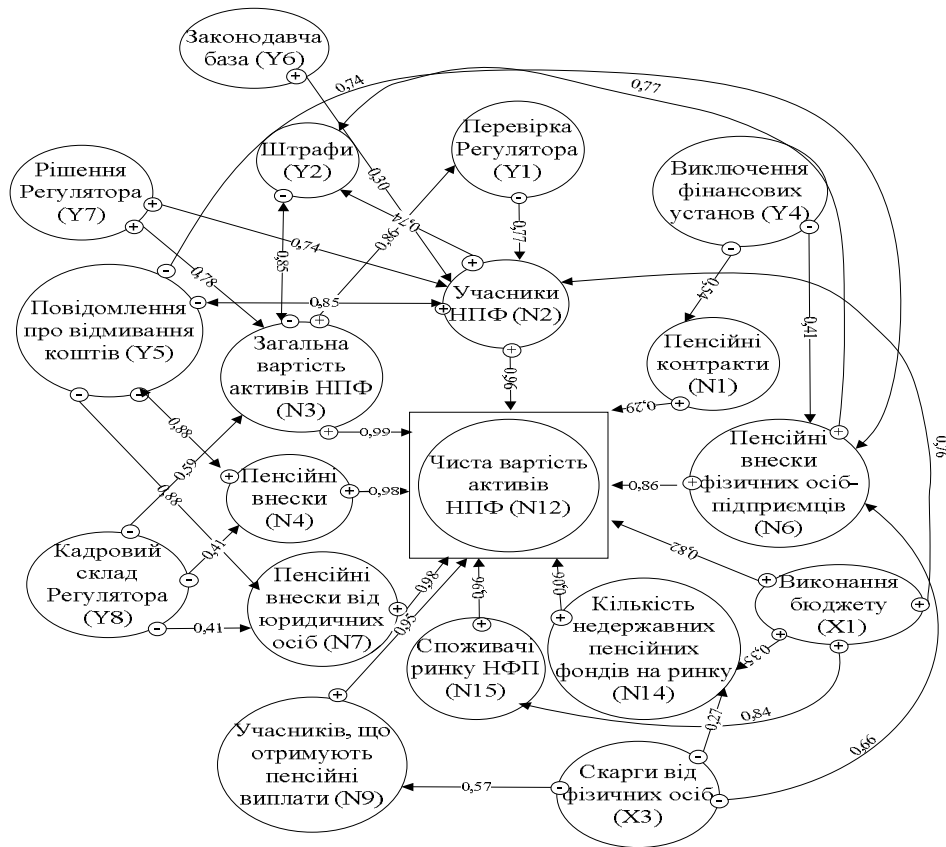 Законодавча
база (Y6)
0,74
0,77
Штрафи
(Y2)
Перевірка
Регулятора
(Y1)
Рішення
Регулятора
(Y7)
Виключення
фінансових
установ (Y4)
0,30
0,74
0,98
0,77
0,74
0,85
0,78
0,54
0,41
Повідомлення
про відмивання
коштів (Y5)
0,85
Учасники
НПФ (N2)
Загальна
вартість
активів НПФ
(N3)
Пенсійні
контракти
(N1)
0,96
0,29
0,99
0,88
0,59
0,88
0,76
Пенсійні
внески
(N4)
0,98
Чиста вартість
активів
НПФ (N12)
0,86
Пенсійні
внески
фізичних осіб-
підприємців
(N6)
0,41
Кадровий
склад
Регулятора
(Y8)
0,41
Пенсійні
внески від
юридичних
осіб (N7)
0,98
0,95
0,96
0,90
0,82
Виконання
бюджету
(X1)
0,35
Споживачі
ринку НФП
(N15)
Кількість
недержавних
пенсійних
фондів на ринку
(N14)
0,84
0,27
0,66
Учасників, що
отримують
пенсійні
виплати (N9)
0,57
Скарги від
фізичних осіб
(X3)